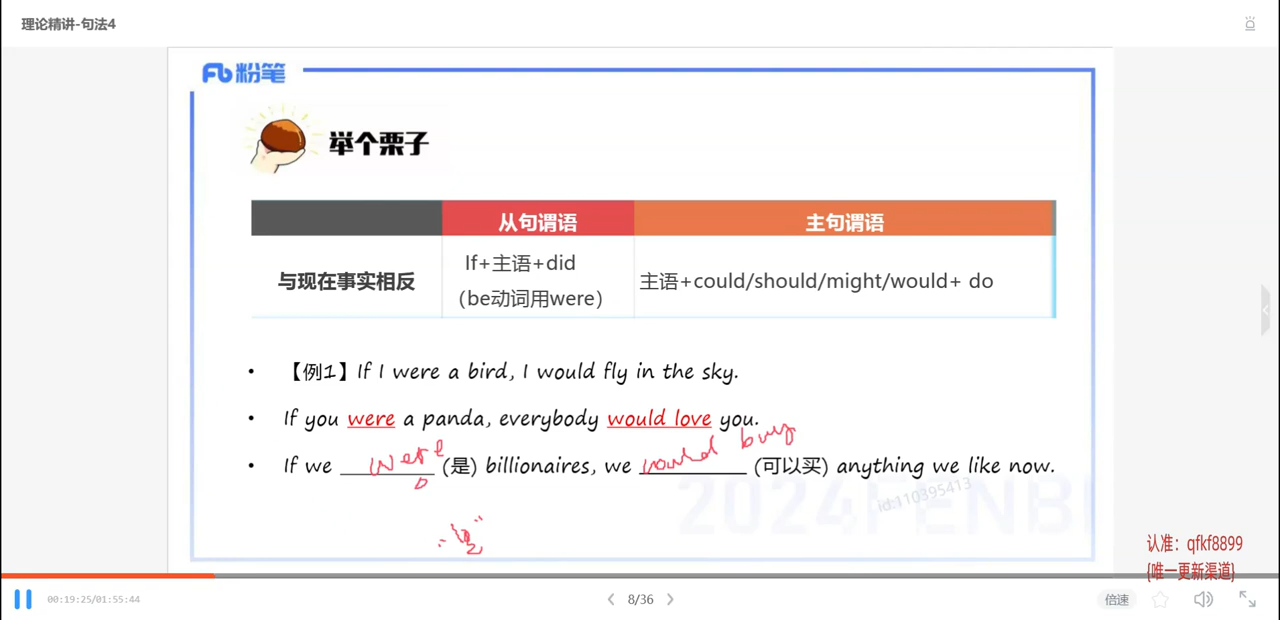 理论精讲-句法4
粉笔
举个栗子
从句谓语 主句谓语
与现在事实相反 If+主语+did (be动词用were) 主语+could/should/might/would+ do
• 【例1】If I were a bird, I would fly in the sky.
• If you were a panda, everybody would love you.
• If we were (是) billionaires, we would buy (可以买) anything we like now.
2024FENBI
id:110395413
认准：qfkf8899
{唯一更新渠道}
00:19:25/01:55:44
8/36
倍速